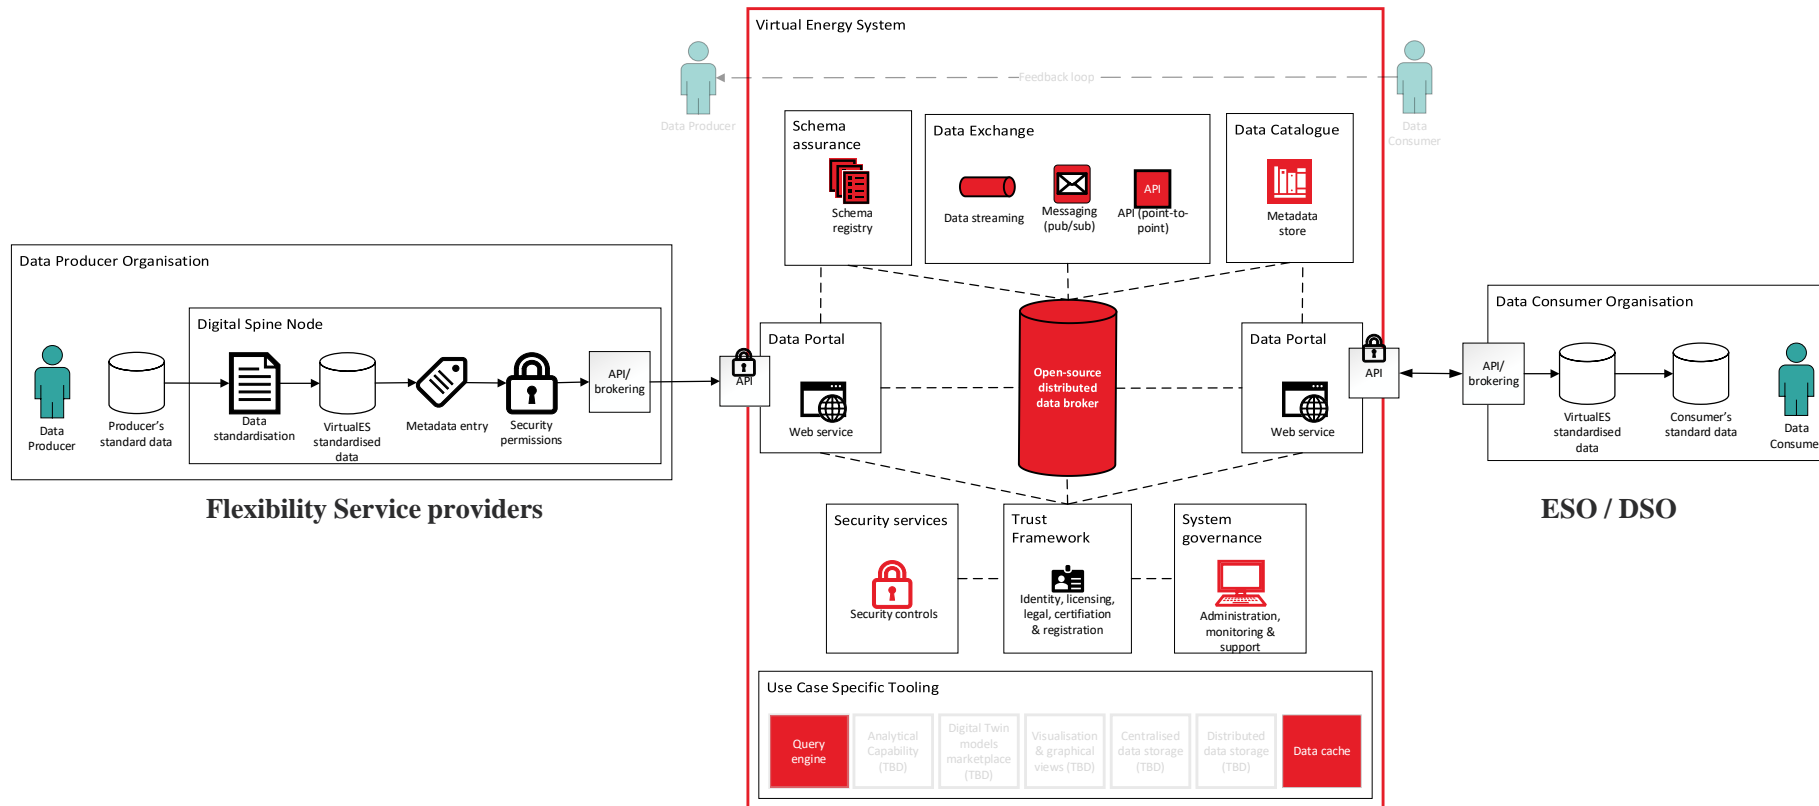 Virtual Energy System
Feedback loop
Data Producer
Data
Consumer
Schema
assurance
Schema
registry
Data Exchange
Data streaming
Messaging
(pub/sub)
API
API (point-to-
point)
Data Catalogue
Metadata
store
Data Producer Organisation
Data
Producer
Producer's
standard data
Digital Spine Node
Data
standardisation
VirtualES
standardised
data
Metadata entry
Security
permissions
API/
brokering
API
Data Portal
Web service
Open-source
distributed
data broker
Data Portal
Web service
API
Data Consumer Organisation
API/
brokering
VirtualES
standardised
data
Consumer's
standard data
Data
Consume
Flexibility Service providers
ESO / DSO
Security services
Security controls
Trust
Framework
Identity, licensing,
legal, certifiation
& registration
System
governance
Administration,
monitoring &
support
Use Case Specific Tooling
Query
engine
Analytical
Capability
(TBD)
Digital Twin
models
marketplace
(TBD)
Visualisation
& graphical
views (TBD)
Centralised
data storage
(TBD)
Distributed
data storage
(TBD)
Data cache